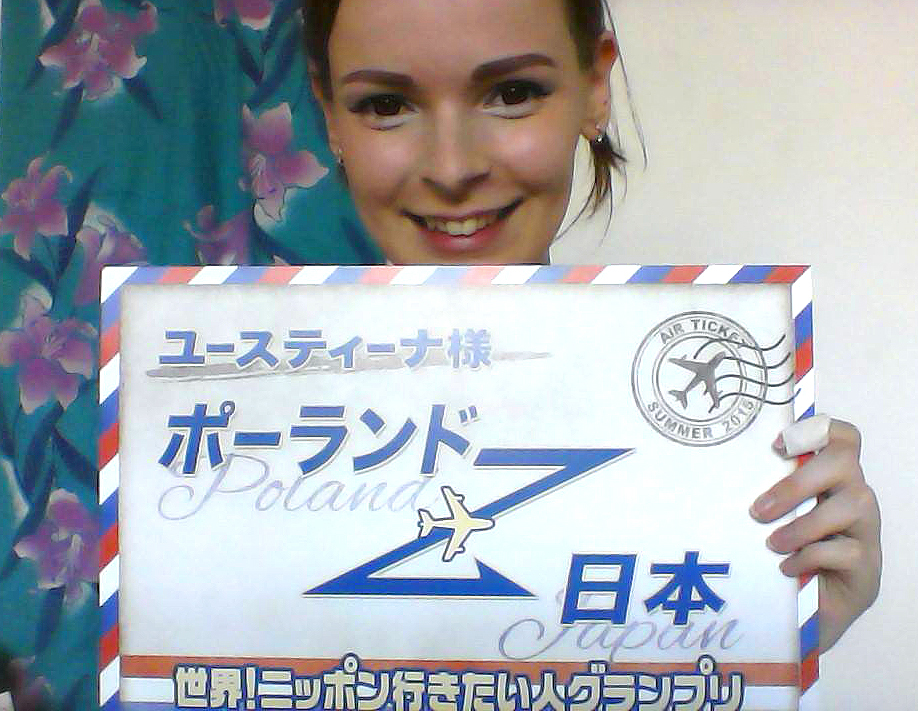 ユースティーナ様
AIR TICKET
SUMMER 2015
ポーランド
Poland
日本
Japan
世界!ニッポン行きたい人グランプリ